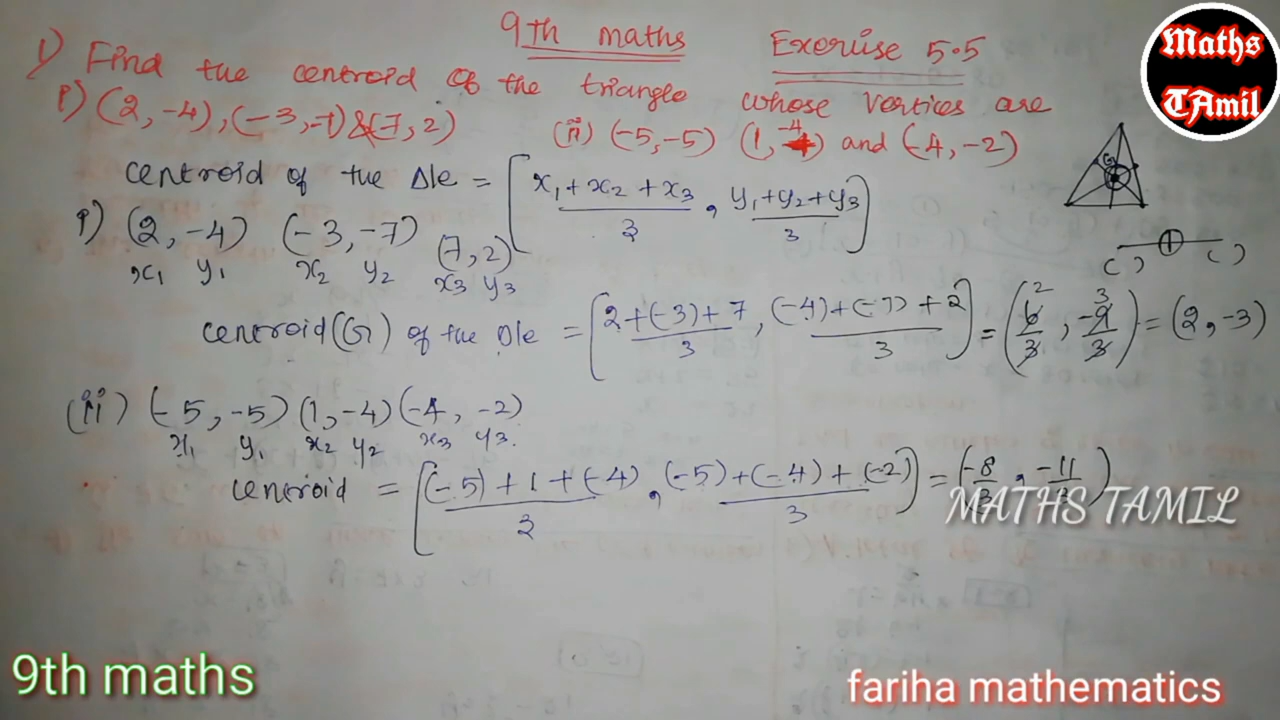 9th maths Exercise 5.5
Maths TAmil
1) Find the centroid of the triangle whose vertices are
i) (2, -4), (-3, -7) & (7, 2) (ii) (-5, -5) (1, -4) and (-4, -2)
centroid of the Δle = [x₁+x₂+x₃/3, y₁+y₂+y₃/3]
i) (2, -4) (-3, -7) (7, 2)
x₁ y₁ x₂ y₂ x₃ y₃
G
( ) ( )
centroid(G) of the Δle = [2+(-3)+7/3, (-4)+(-7)+2/3] = (6/3, -9/3) = (2, -3)
2 3
(ii) (-5, -5) (1, -4) (-4, -2)
x₁ y₁ x₂ y₂ x₃ y₃.
centroid = [(-5)+1+(-4)/3, (-5)+(-4)+(-2)/3] = (-8/3, -11/3)
MATHS TAMIL
9th maths
fariha mathematics